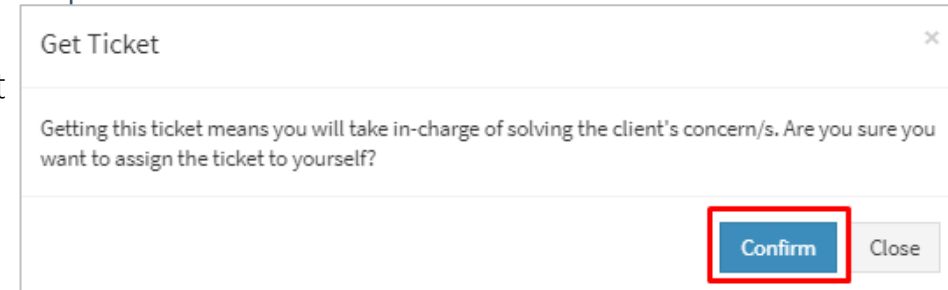 Get Ticket ×
t
Getting this ticket means you will take in-charge of solving the client's concern/s. Are you sure you
want to assign the ticket to yourself?
Confirm Close